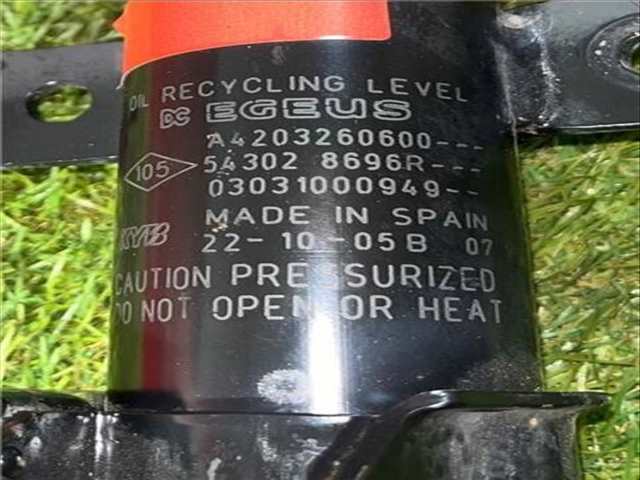 OIL RECYCLING LEVEL
DC EGEUS
A4203260600---
105 54302 8696R---
03031000949--
MADE IN SPAIN
KYB 22-10-05B 07
CAUTION PRESSURIZED
DO NOT OPEN OR HEAT